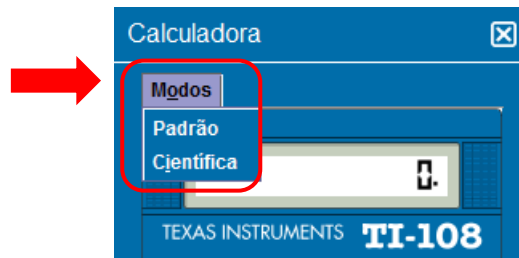 Calculadora
Modos
Padrão
Científica
0.
TEXAS INSTRUMENTS TI-108